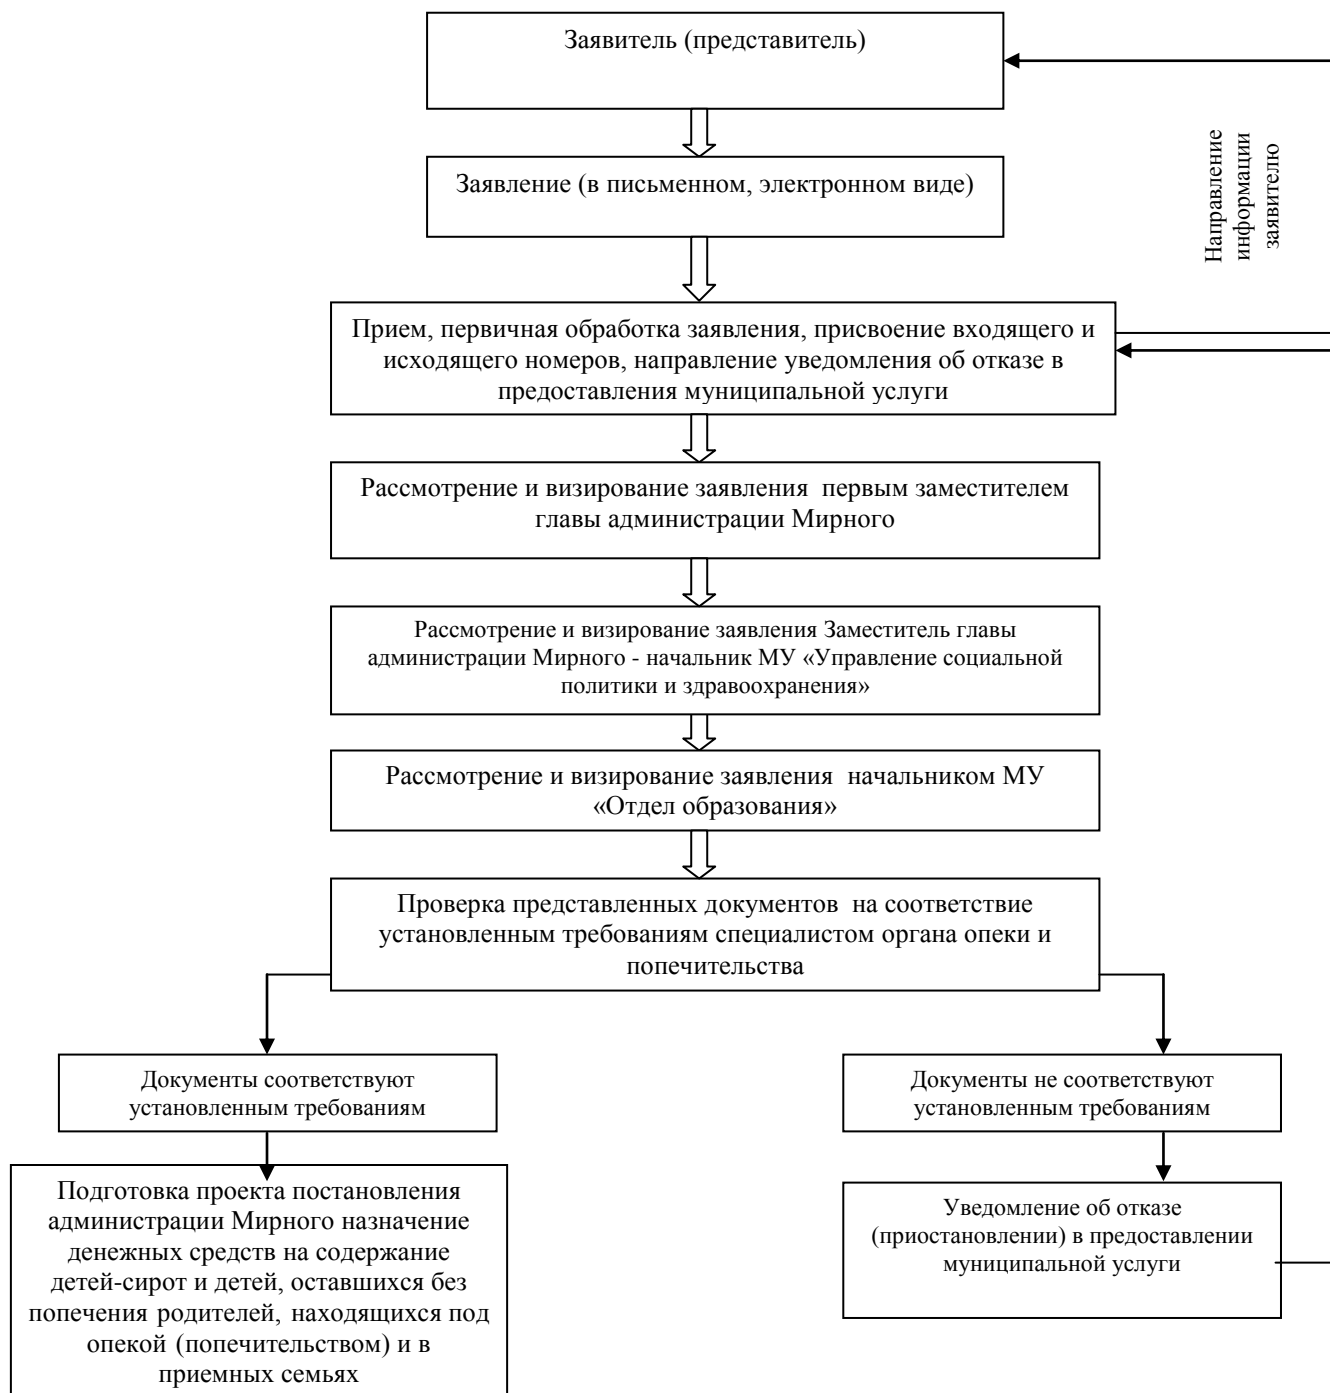 Заявитель (представитель)
Заявление (в письменном, электронном виде)
Направление
информации
заявителю
Прием, первичная обработка заявления, присвоение входящего и
исходящего номеров, направление уведомления об отказе в
предоставления муниципальной услуги
Рассмотрение и визирование заявления первым заместителем
главы администрации Мирного
Рассмотрение и визирование заявления Заместитель главы
администрации Мирного - начальник МУ «Управление социальной
политики и здравоохранения»
Рассмотрение и визирование заявления начальником МУ
«Отдел образования»
Проверка представленных документов на соответствие
установленным требованиям специалистом органа опеки и
попечительства
Документы соответствуют
установленным требованиям
Документы не соответствуют
установленным требованиям
Подготовка проекта постановления
администрации Мирного назначение
денежных средств на содержание
детей-сирот и детей, оставшихся без
попечения родителей, находящихся под
опекой (попечительством) и в
приемных семьях
Уведомление об отказе
(приостановлении) в предоставлении
муниципальной услуги